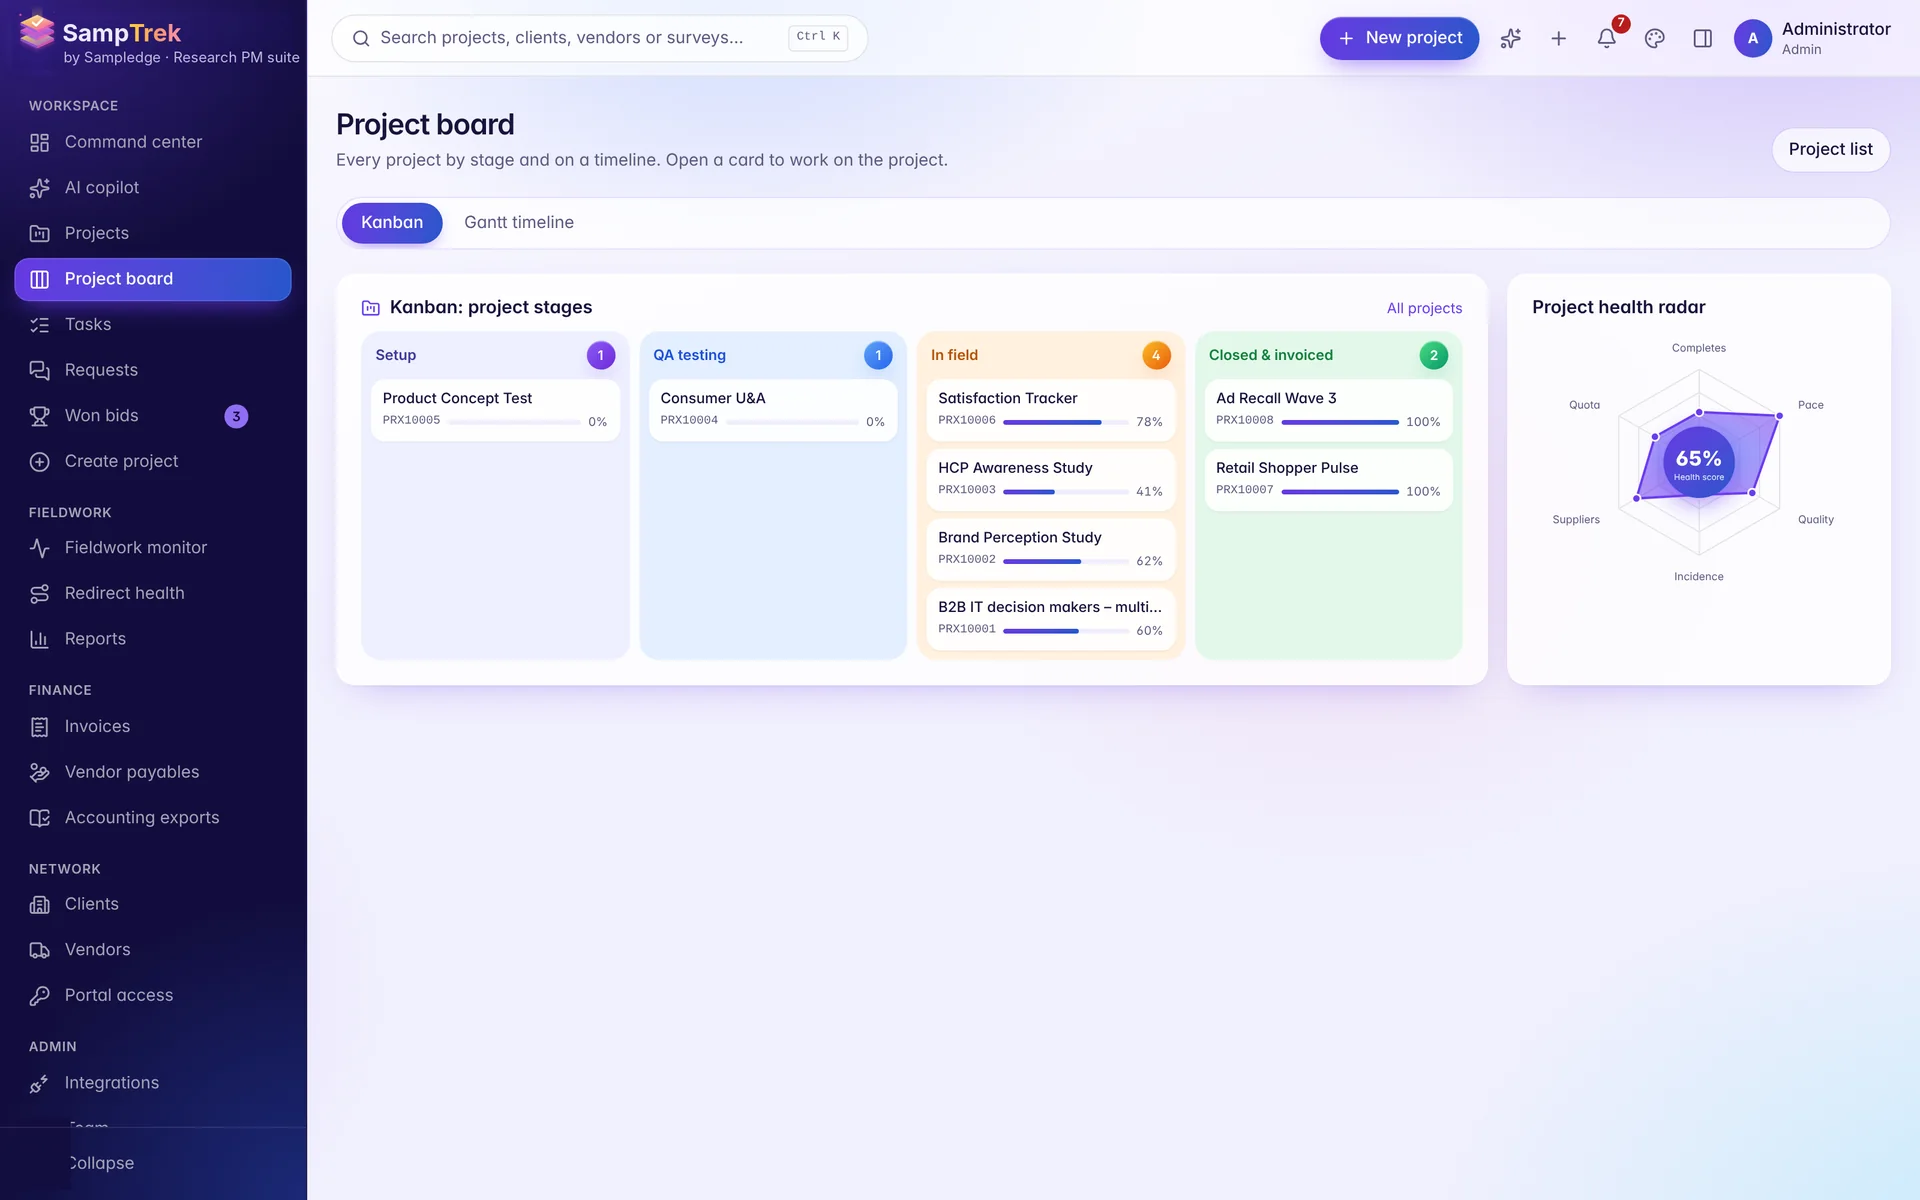 SampTrek
by Sampledge · Research PM suite
WORKSPACE
Command center
AI copilot
Projects
Project board
Tasks
Requests
Won bids
3
Create project
FIELDWORK
Fieldwork monitor
Redirect health
Reports
FINANCE
Invoices
Vendor payables
Accounting exports
NETWORK
Clients
Vendors
Portal access
ADMIN
Integrations
Team
Collapse
Search projects, clients, vendors or surveys...
Ctrl K
New project
7
A
Administrator
Admin
Project board
Every project by stage and on a timeline. Open a card to work on the project.
Project list
Kanban
Gantt timeline
Kanban: project stages
All projects
Setup
1
Product Concept Test
PRX10005
0%
QA testing
1
Consumer U&A
PRX10004
0%
In field
4
Satisfaction Tracker
PRX10006
78%
HCP Awareness Study
PRX10003
41%
Brand Perception Study
PRX10002
62%
B2B IT decision makers – multi...
PRX10001
60%
Closed & invoiced
2
Ad Recall Wave 3
PRX10008
100%
Retail Shopper Pulse
PRX10007
100%
Project health radar
Completes
Quota
Pace
65%
Health score
Suppliers
Quality
Incidence